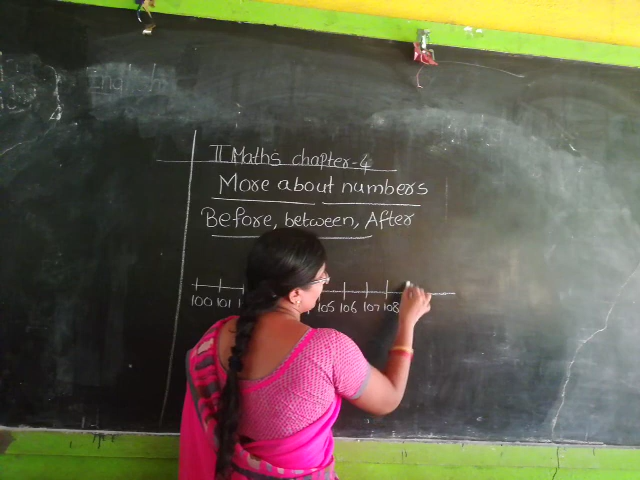 II Maths chapter-4
More about numbers
Before, between, After
100 101 105 106 107 108